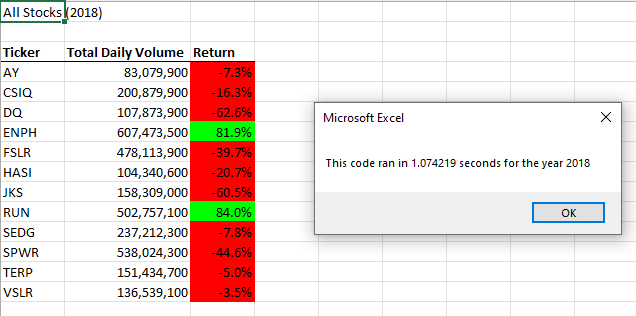 All Stocks (2018)
Ticker Total Daily Volume Return
AY 83,079,900 -7.3%
CSIQ 200,879,900 -16.3%
DQ 107,873,900 -62.6%
ENPH 607,473,500 81.9%
FSLR 478,113,900 -39.7%
HASI 104,340,600 -20.7%
JKS 158,309,000 -60.5%
RUN 502,757,100 84.0%
SEDG 237,212,300 -7.8%
SPWR 538,024,300 -44.6%
TERP 151,434,700 -5.0%
VSLR 136,539,100 -3.5%
Microsoft Excel
This code ran in 1.074219 seconds for the year 2018
OK